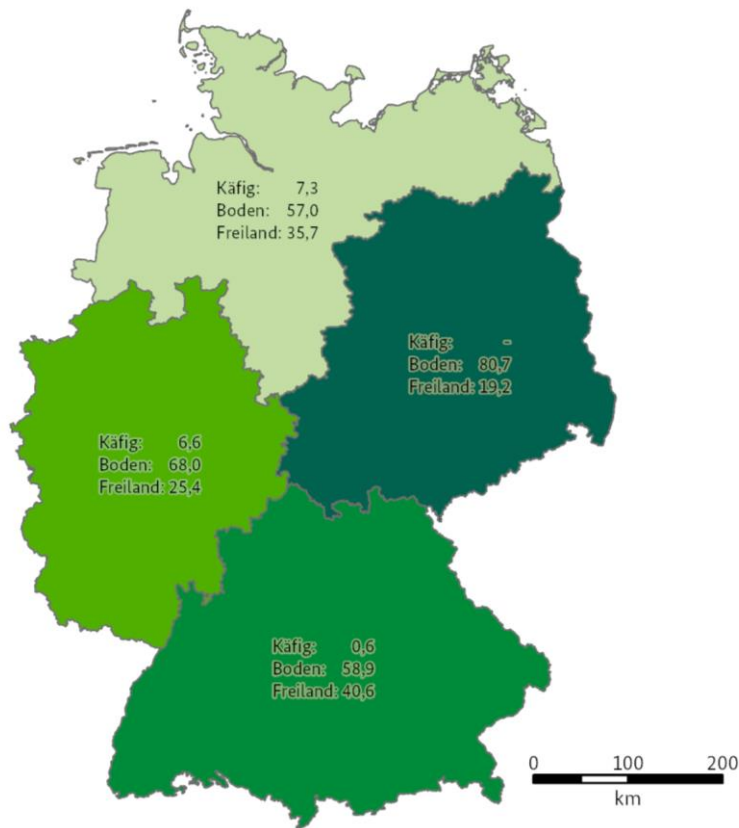 Käfig: 7,3
Boden: 57,0
Freiland: 35,7
Käfig: -
Boden: 80,7
Freiland: 19,2
Käfig: 6,6
Boden: 68,0
Freiland: 25,4
Käfig: 0,6
Boden: 58,9
Freiland: 40,6
0 100 200
km